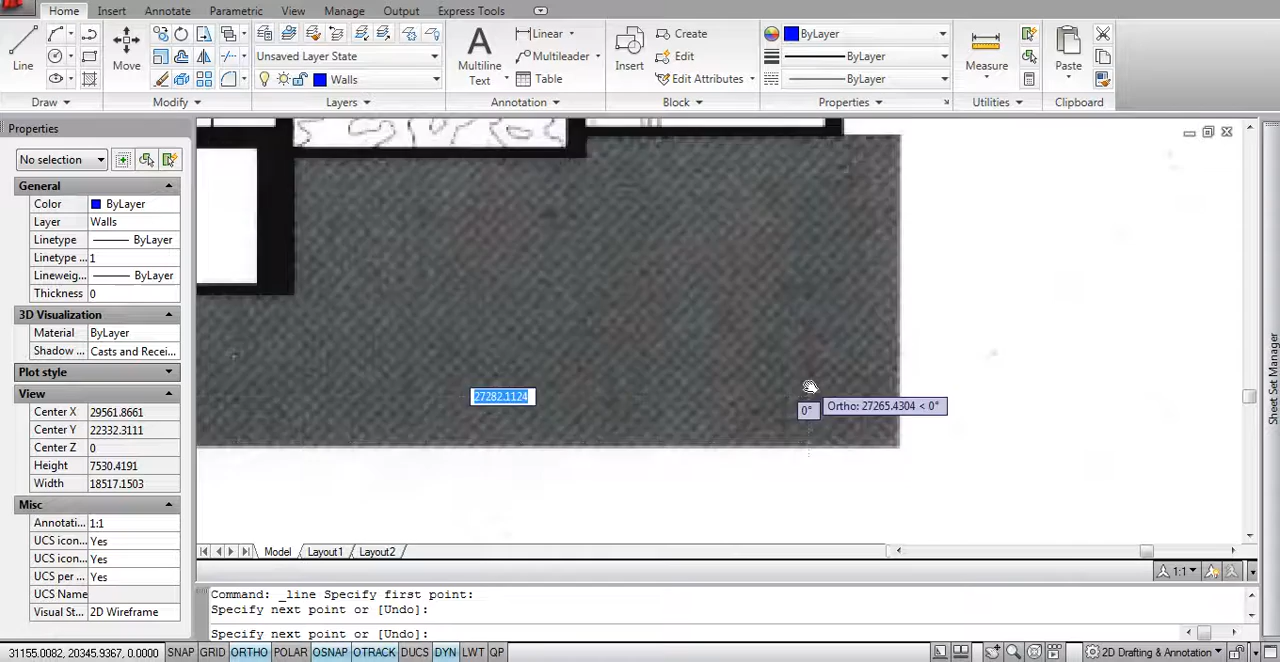 Home Insert Annotate Parametric View Manage Output Express Tools
Line
Move
Unsaved Layer State
Walls
Multiline
Text
Linear
Multileader
Table
Insert
Create
Edit
Edit Attributes
ByLayer
ByLayer
ByLayer
Measure
Paste
Draw Modify Layers Annotation Block Properties Utilities Clipboard
Properties
No selection
General
Color ByLayer
Layer Walls
Linetype ByLayer
Linetype ... 1
Lineweig... ByLayer
Thickness 0
3D Visualization
Material ByLayer
Shadow ... Casts and Recei...
Plot style
View
Center X 29561.8661
Center Y 22332.3111
Center Z 0
Height 7530.4191
Width 18517.1503
Misc
Annotati... 1:1
UCS icon... Yes
UCS icon... Yes
UCS per ... Yes
UCS Name
Visual St... 2D Wireframe
27282.1124
0°
Ortho: 27265.4304 < 0°
Sheet Set Manager
Model Layout1 Layout2
1:1
Command: _line Specify first point:
Specify next point or [Undo]:
Specify next point or [Undo]:
31155.0082, 20345.9367, 0.0000 SNAP GRID ORTHO POLAR OSNAP OTRACK DUCS DYN LWT QP 2D Drafting & Annotation